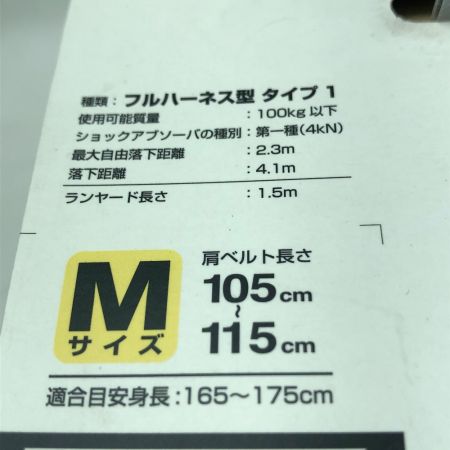 種類:フルハーネス型 タイプ 1
使用可能質量 :100kg 以下
ショックアブソーバの種別:第一種(4kN)
最大自由落下距離 :2.3m
落下距離 :4.1m
ランヤード長さ :1.5m
M
サイズ
肩ベルト長さ
105cm
~
115cm
適合目安身長:165～175cm